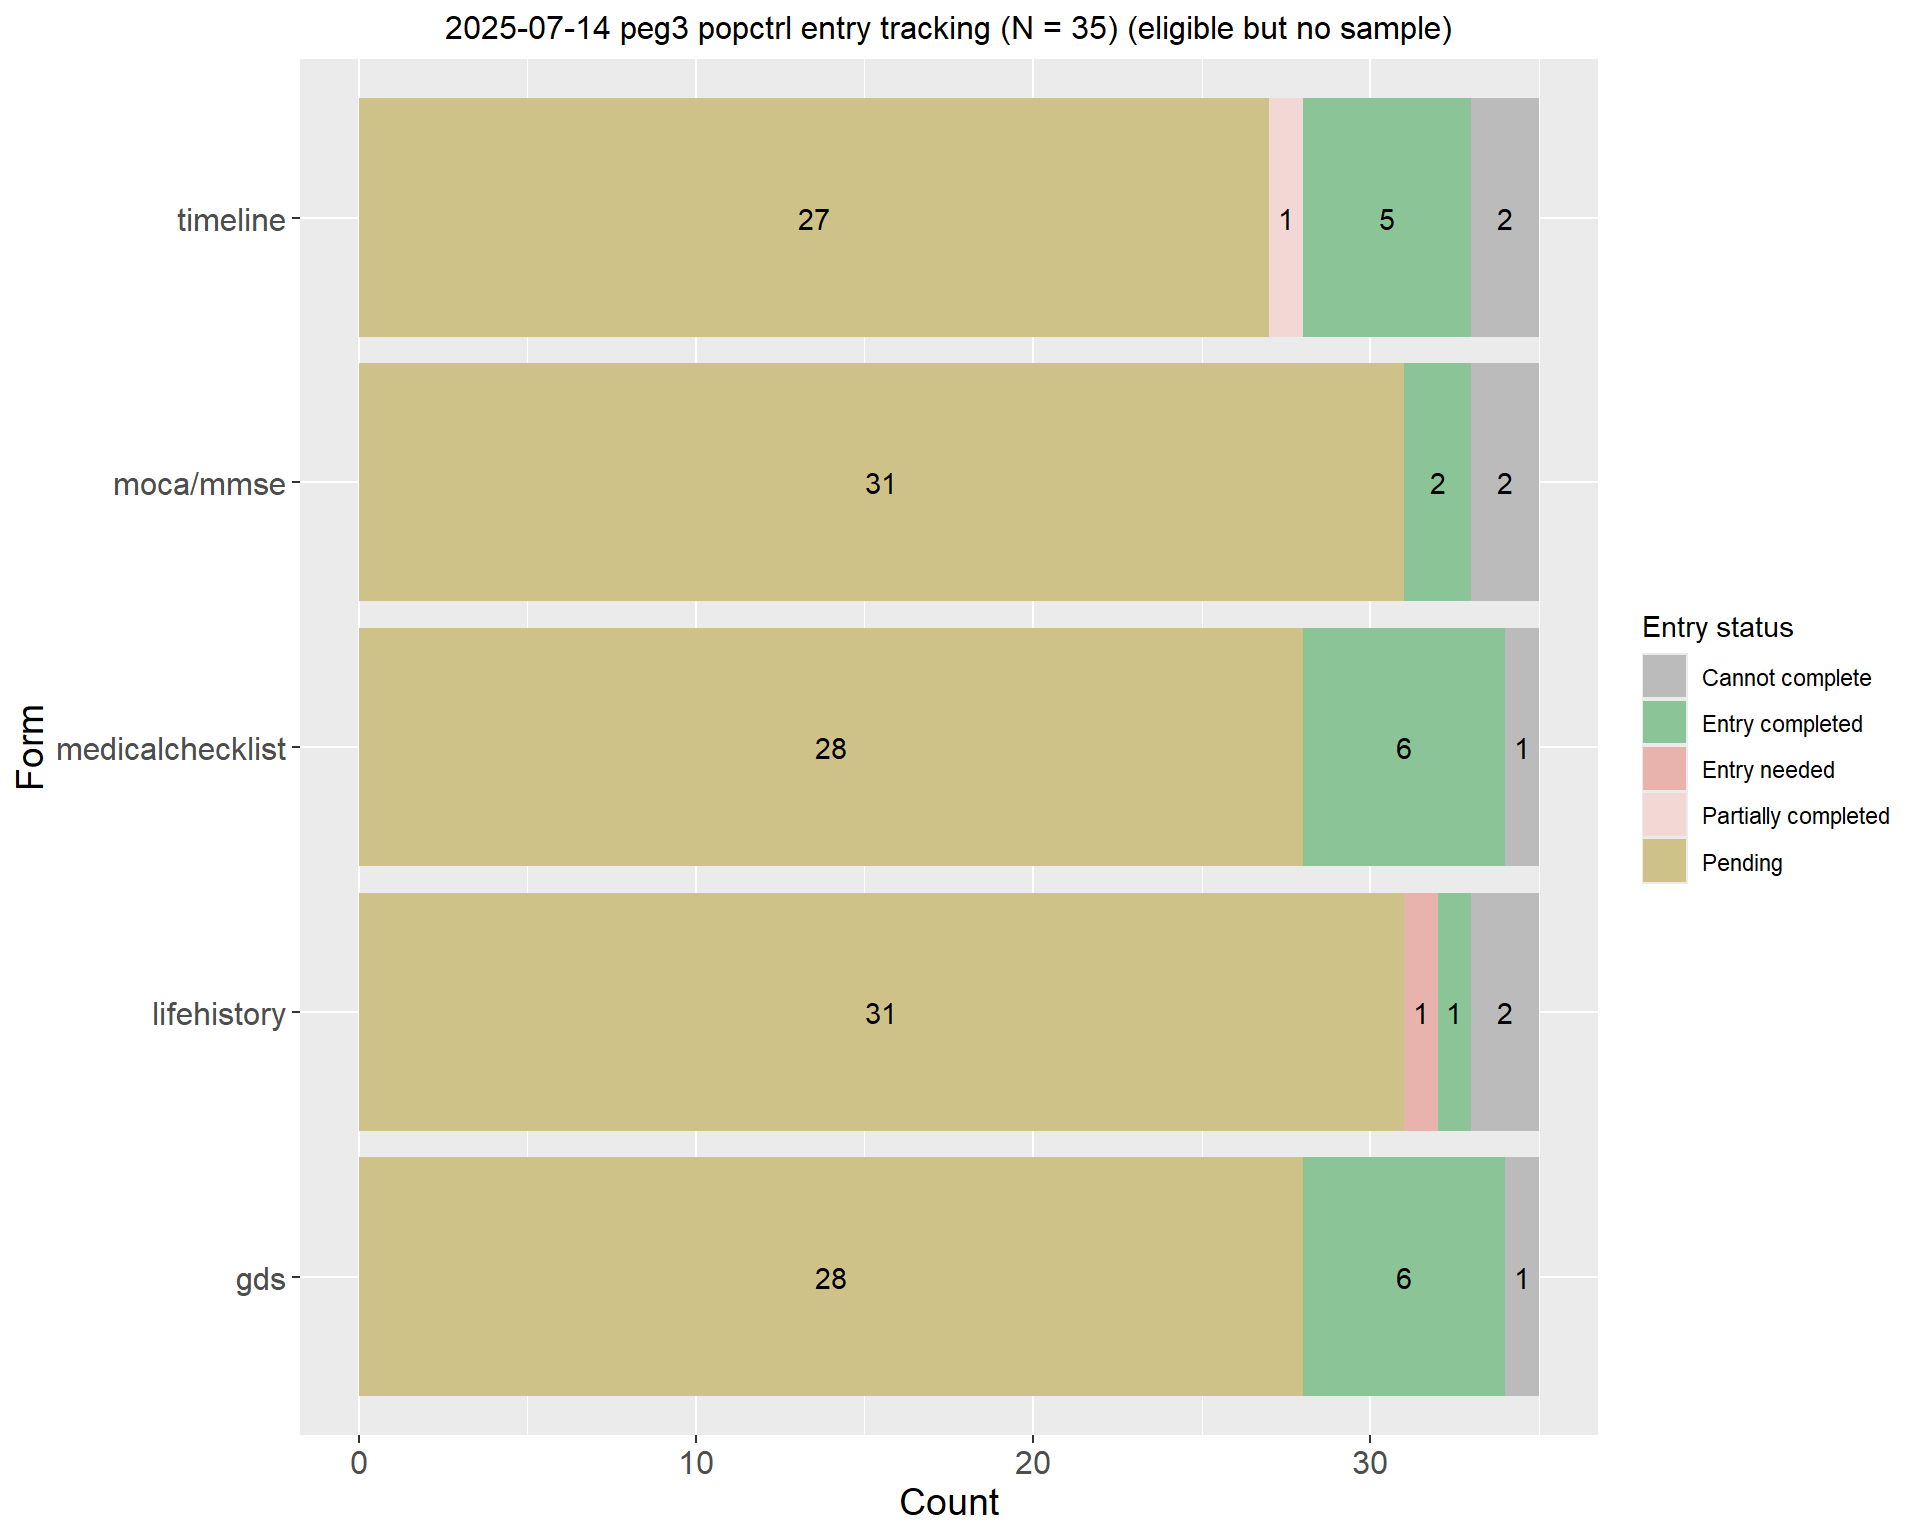 2025-07-14 peg3 popctrl entry tracking (N = 35) (eligible but no sample)
timeline
27
1
5
2
moca/mmse
31
2
2
medicalchecklist
28
6
1
lifehistory
31
1
1
2
gds
28
6
1
0
10
20
30
Count
Form
Entry status
Cannot complete
Entry completed
Entry needed
Partially completed
Pending